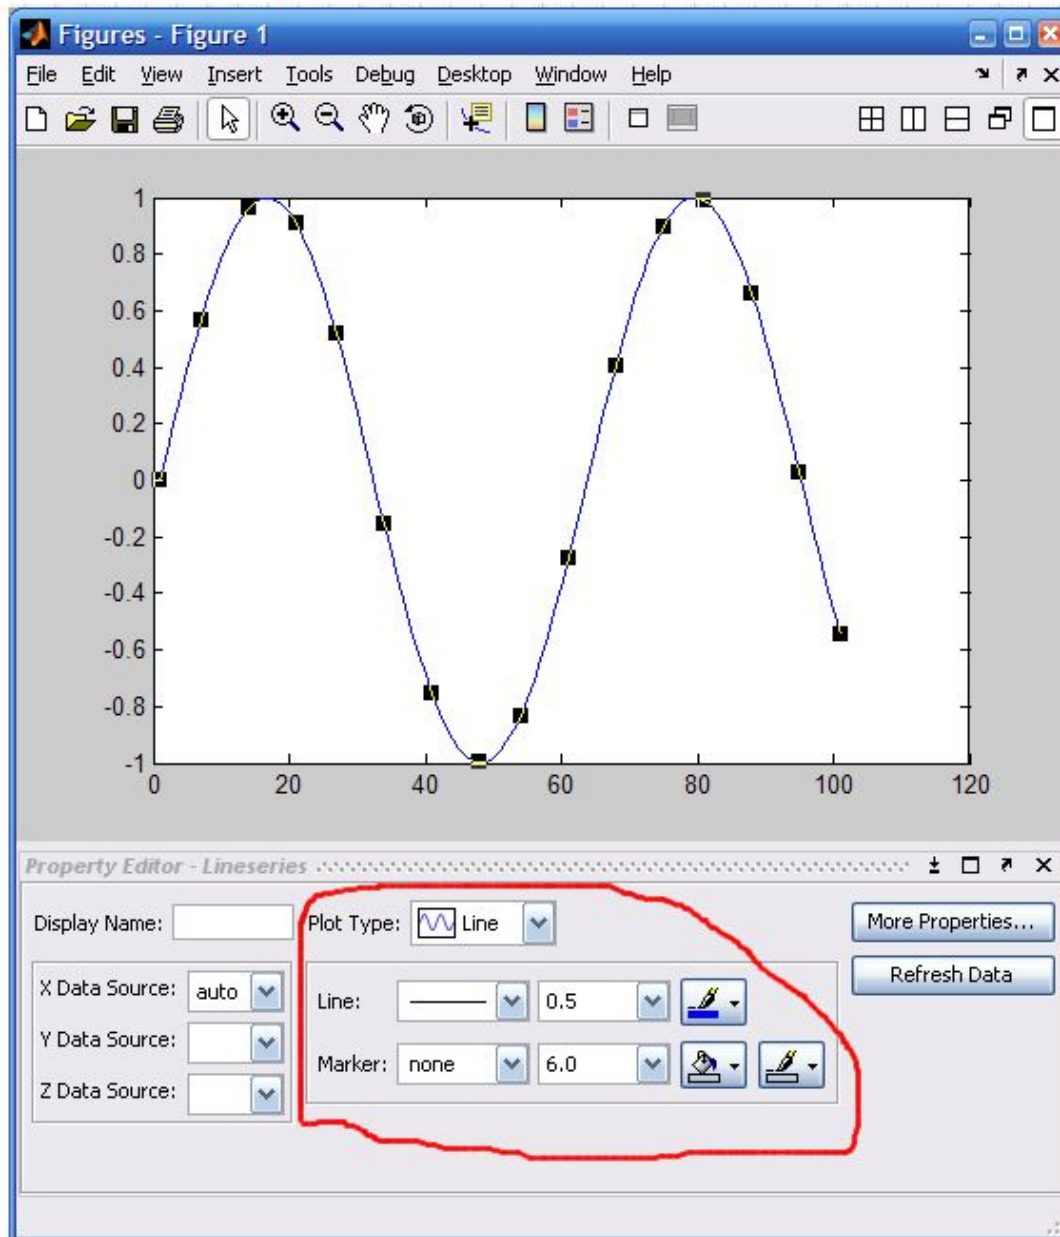 Figures - Figure 1
File Edit View Insert Tools Debug Desktop Window Help
1
0.8
0.6
0.4
0.2
0
-0.2
-0.4
-0.6
-0.8
-1
0 20 40 60 80 100 120
Property Editor - Lineseries
Display Name:
Plot Type: Line
More Properties...
X Data Source: auto
Line: 0.5
Refresh Data
Y Data Source:
Marker: none 6.0
Z Data Source: